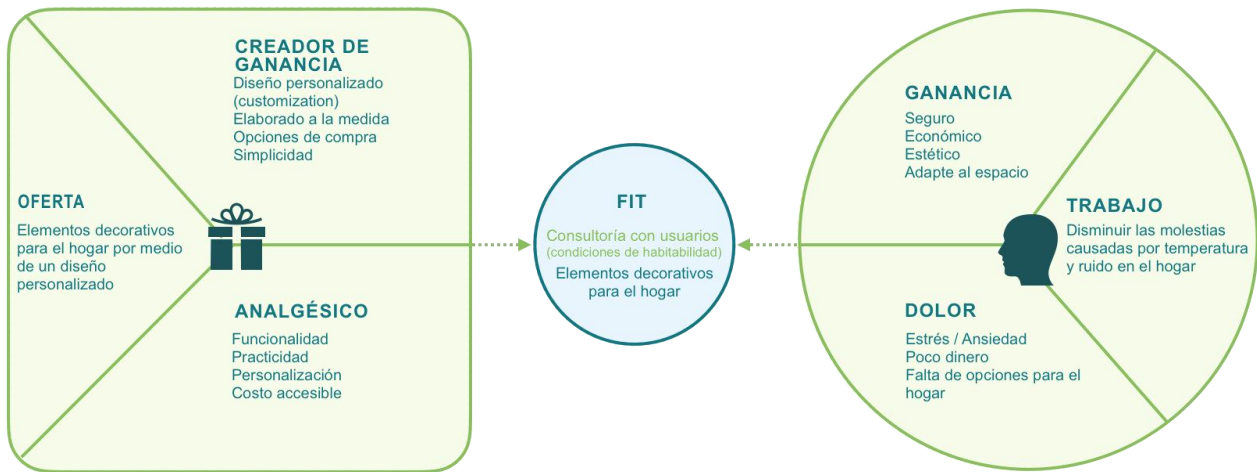 CREADOR DE
GANANCIA
Diseño personalizado
(customization)
Elaborado a la medida
Opciones de compra
Simplicidad
OFERTA
Elementos decorativos
para el hogar por medio
de un diseño
personalizado
ANALGÉSICO
Funcionalidad
Practicidad
Personalización
Costo accesible
FIT
Consultoría con usuarios
(condiciones de habitabilidad)
Elementos decorativos
para el hogar
GANANCIA
Seguro
Económico
Estético
Adapte al espacio
TRABAJO
Disminuir las molestias
causadas por temperatura
y ruido en el hogar
DOLOR
Estrés / Ansiedad
Poco dinero
Falta de opciones para el
hogar